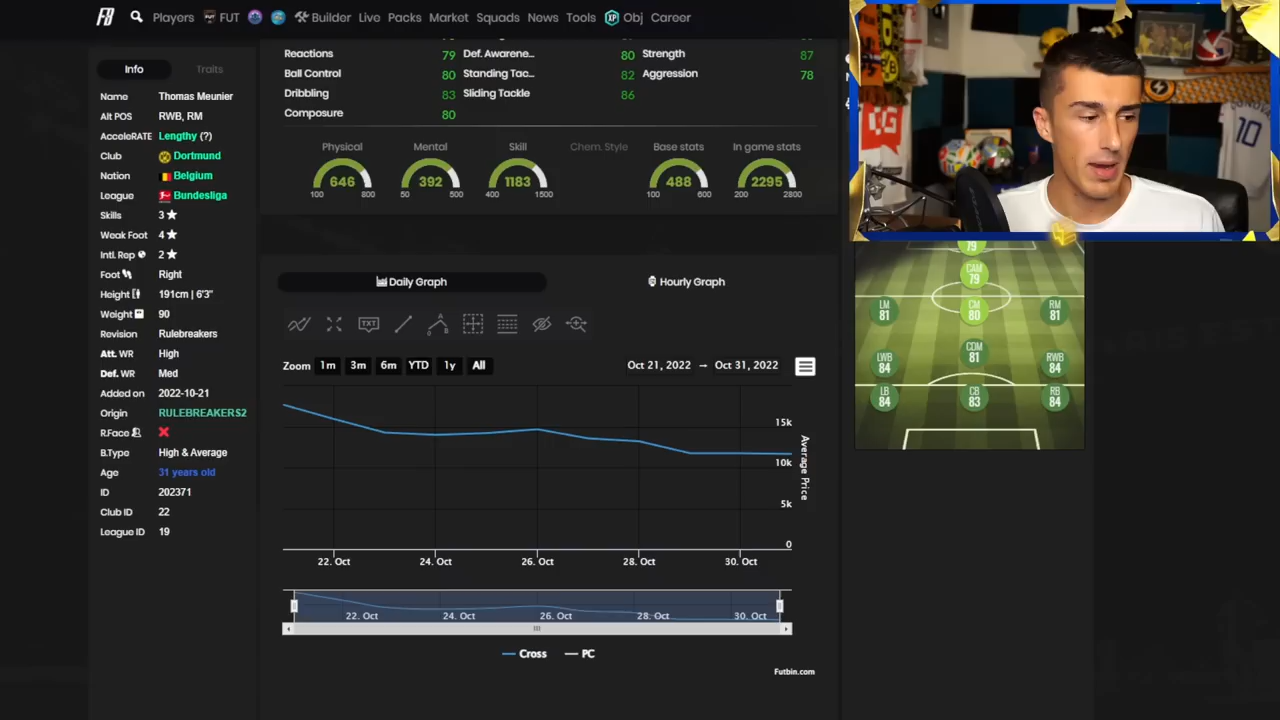 FB Players FUT Builder Live Packs Market Squads News Tools XP Obj Career
Info Traits
Name Thomas Meunier
Alt POS RWB, RM
AcceleRATE Lengthy (?)
Club Dortmund
Nation Belgium
League Bundesliga
Skills 3
Weak Foot 4
Intl. Rep 2
Foot Right
Height 191cm | 6'3"
Weight 90
Revision Rulebreakers
Att. WR High
Def. WR Med
Added on 2022-10-21
Origin RULEBREAKERS2
R.Face
B.Type High & Average
Age 31 years old
ID 202371
Club ID 22
League ID 19
Reactions 79 Def. Awarene... 80 Strength 87
Ball Control 80 Standing Tac... 82 Aggression 78
Dribbling 83 Sliding Tackle 86
Composure 80
Physical Mental Skill Chem. Style Base stats In game stats
646 392 1183 488 2295
100 800 50 500 400 1500 100 600 200 2800
Daily Graph Hourly Graph
TXT
Zoom 1m 3m 6m YTD 1y All Oct 21, 2022 → Oct 31, 2022
15k
10k
5k
0
Average Price
22. Oct 24. Oct 26. Oct 28. Oct 30. Oct
22. Oct 24. Oct 26. Oct 28. Oct 30. Oct
Cross PC
Futbin.com
79
CAM
79
LM
81
CM
80
RM
81
LWB
84
CDM
81
RWB
84
LB
84
CB
83
RB
84
10